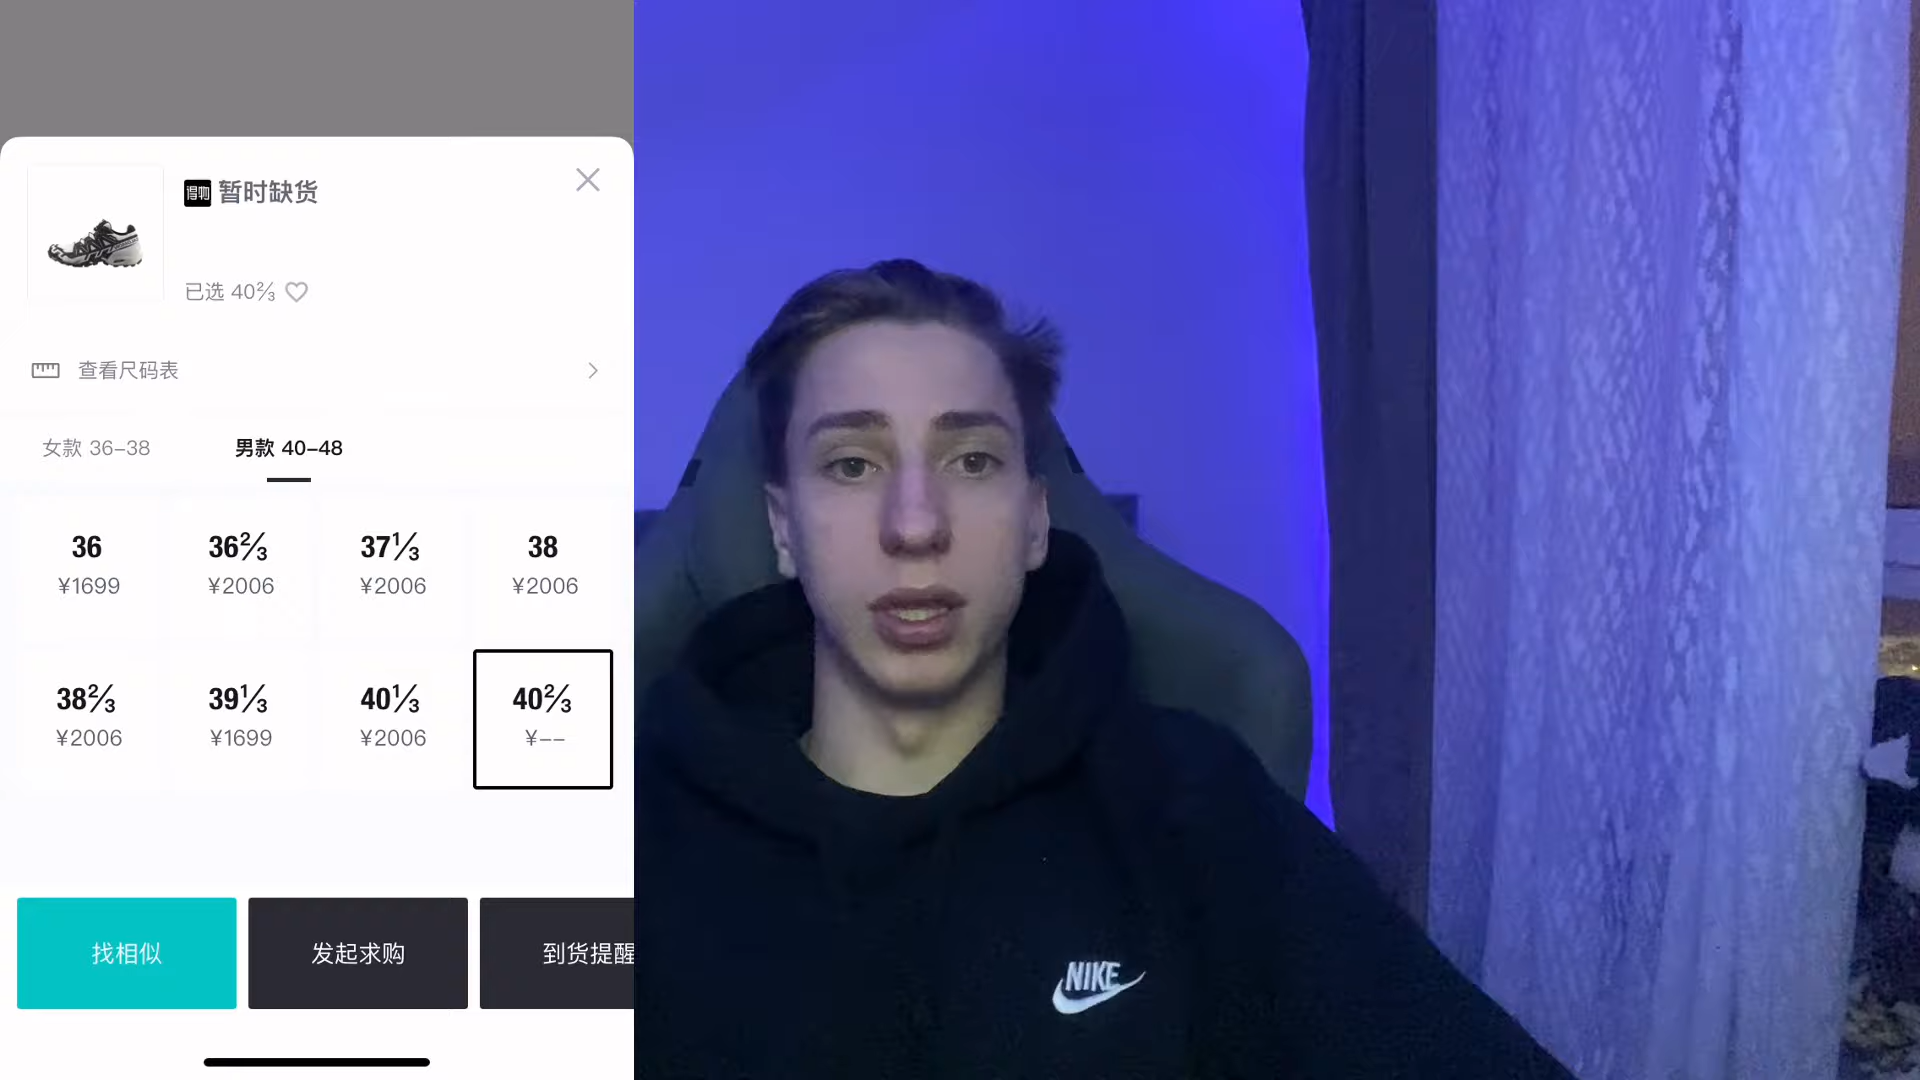 得物 暂时缺货
已选 40⅔
查看尺码表
女款 36-38
男款 40-48
36
36⅔
37⅓
38
¥1699
¥2006
¥2006
¥2006
38⅔
39⅓
40⅓
40⅔
¥2006
¥1699
¥2006
¥--
找相似
发起求购
到货提醒
NIKE